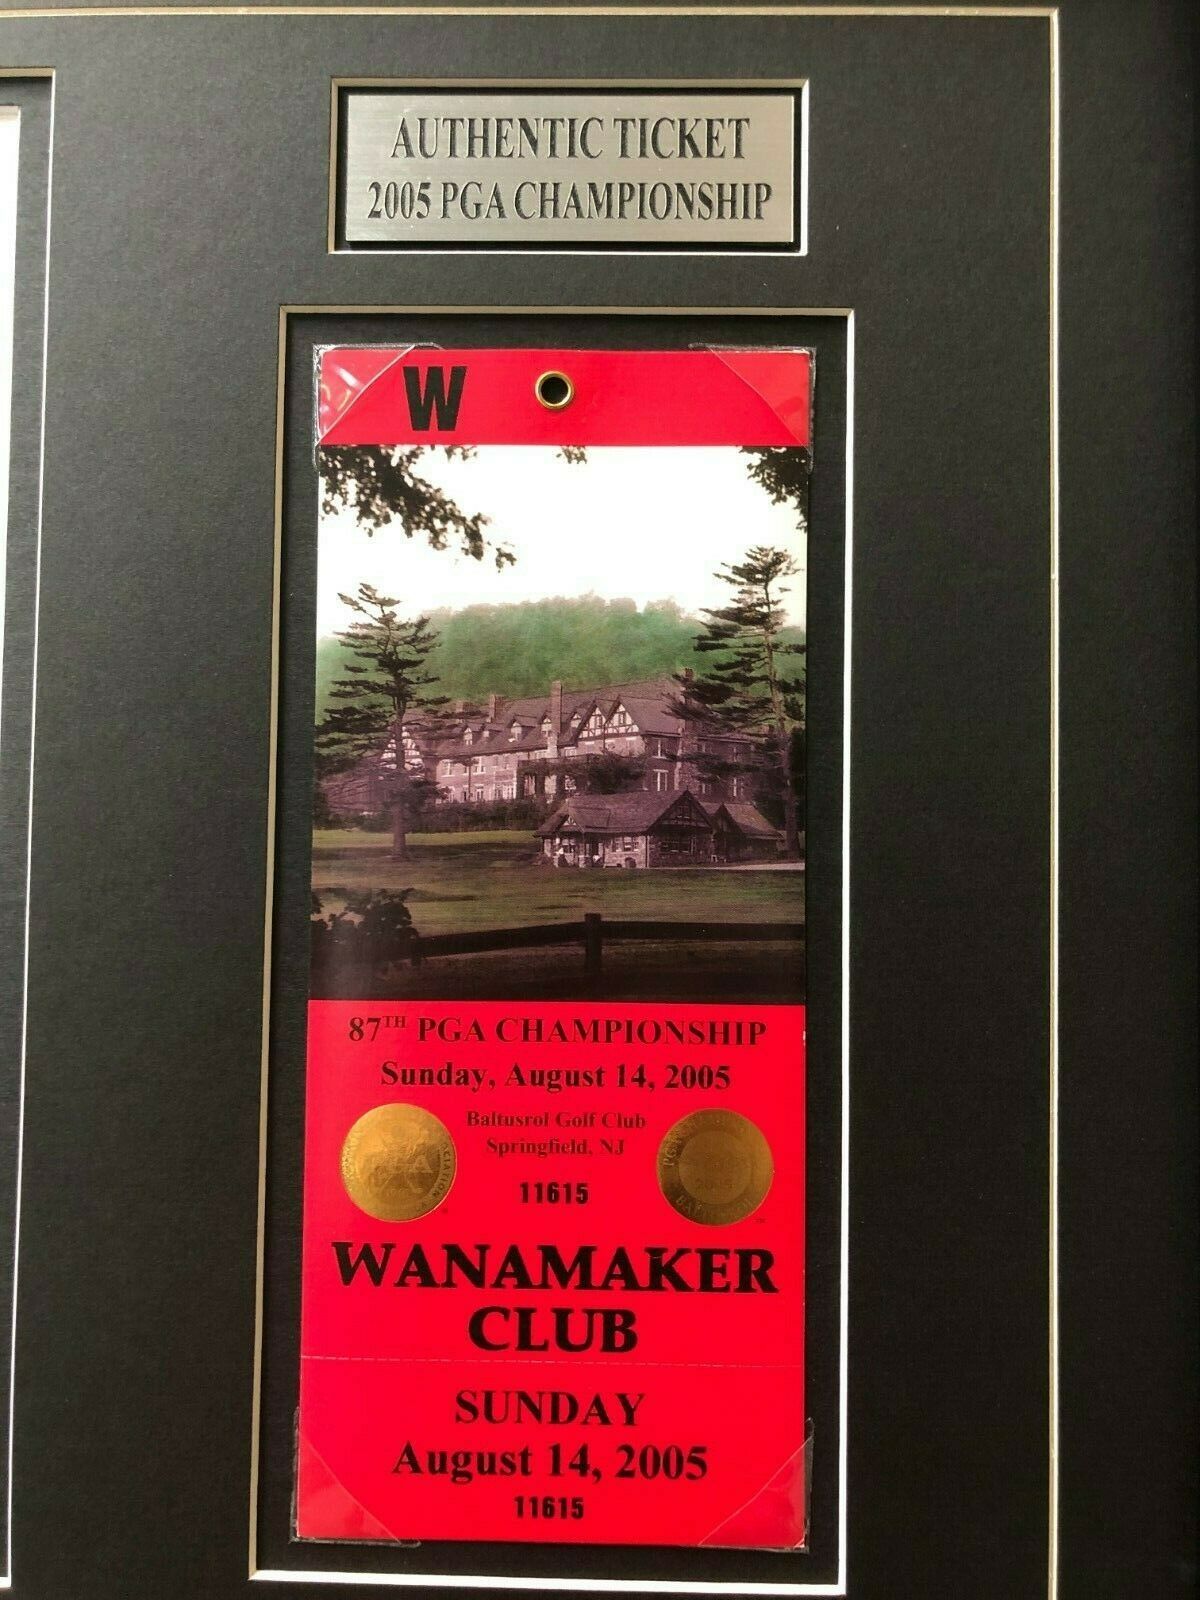 AUTHENTIC TICKET
2005 PGA CHAMPIONSHIP
W
87TH PGA CHAMPIONSHIP
Sunday, August 14, 2005
Baltusrol Golf Club
Springfield, NJ
11615
WANAMAKER
CLUB
SUNDAY
August 14, 2005
11615